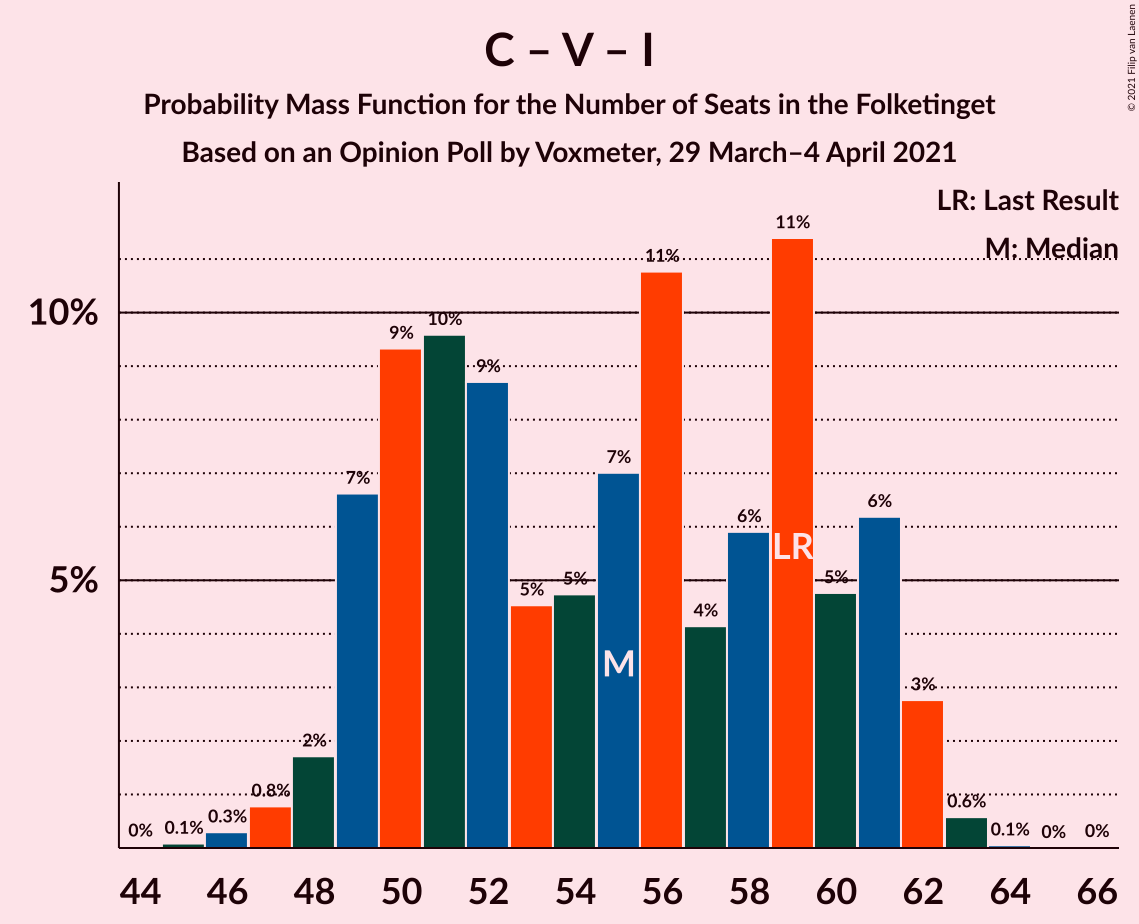 C – V – I
Probability Mass Function for the Number of Seats in the Folketinget
Based on an Opinion Poll by Voxmeter, 29 March–4 April 2021
© 2021 Filip van Laenen
LR: Last Result
M: Median
10%
5%
0%
0.1%
0.3%
0.8%
2%
7%
9%
10%
9%
5%
5%
7%
11%
4%
6%
11%
5%
6%
3%
0.6%
0.1%
0%
0%
M
LR
44 46 48 50 52 54 56 58 60 62 64 66